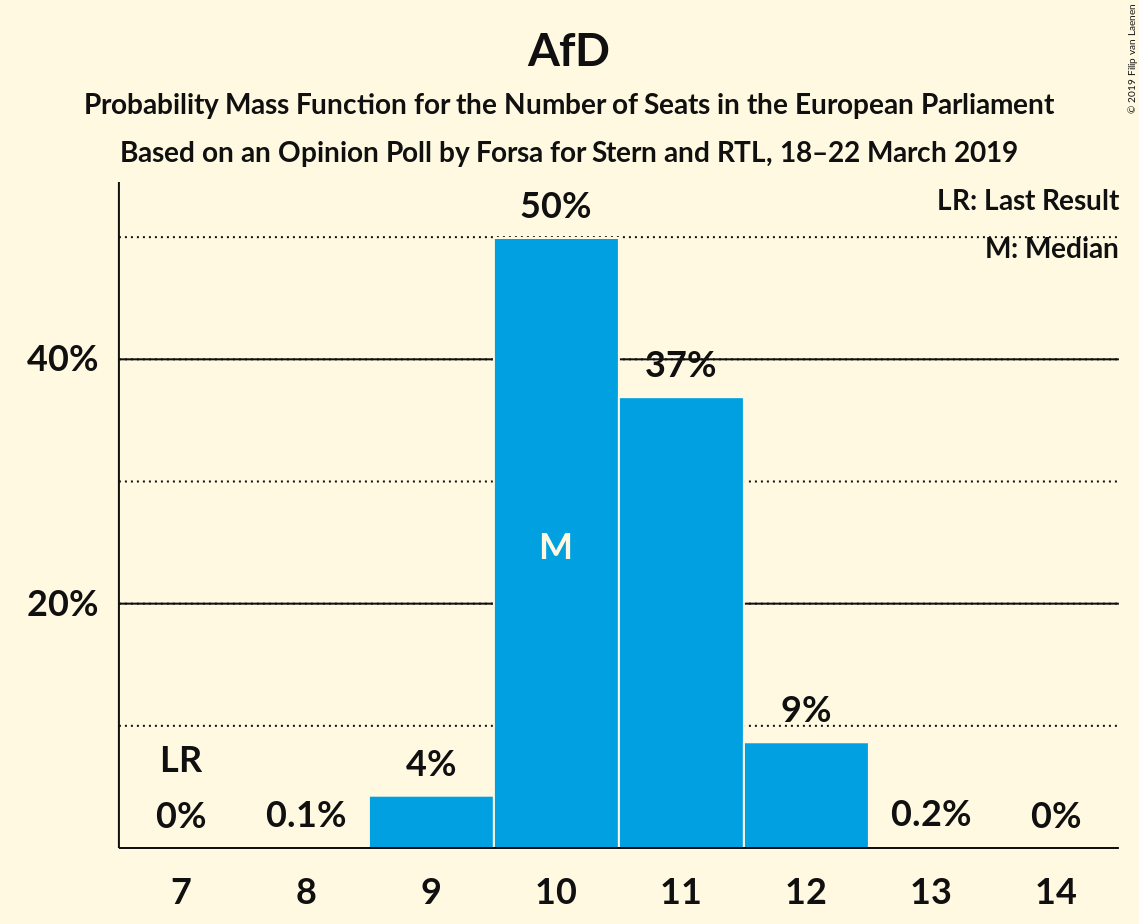 AfD
Probability Mass Function for the Number of Seats in the European Parliament
Based on an Opinion Poll by Forsa for Stern and RTL, 18–22 March 2019
© 2019 Filip van Laenen
LR: Last Result
M: Median
50%
40%
37%
M
20%
9%
LR
4%
0%
0.1%
0.2%
0%
7 8 9 10 11 12 13 14